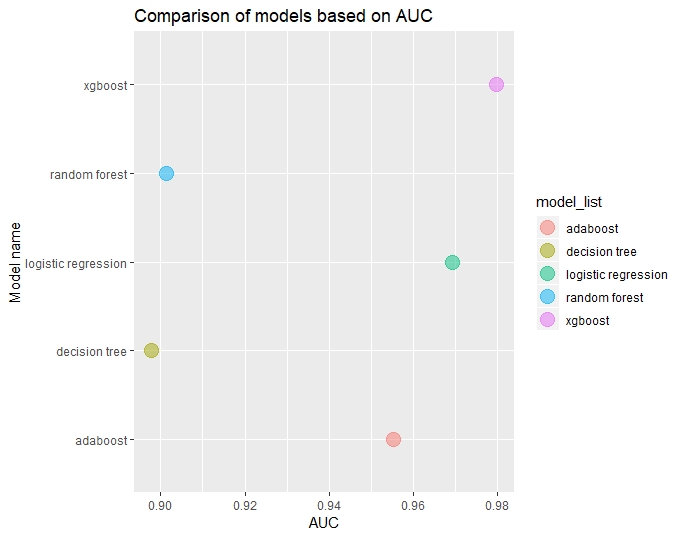 Comparison of models based on AUC
Model name
xgboost
random forest
logistic regression
decision tree
adaboost
0.90 0.92 0.94 0.96 0.98
AUC
model_list
adaboost
decision tree
logistic regression
random forest
xgboost